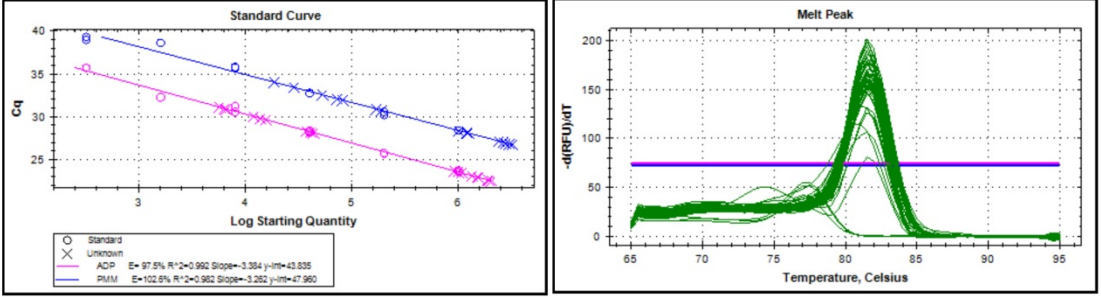 Standard Curve
40
35
30
25
Cq
3 4 5 6
Log Starting Quantity
Standard
Unknown
ADP E= 97.5% R^2=0.992 Slope=-3.384 y-int=43.835
PMM E=102.6% R^2=0.982 Slope=-3.262 y-int=47.960
Melt Peak
200
150
100
50
0
-d(RFU)/dT
65 70 75 80 85 90 95
Temperature, Celsius